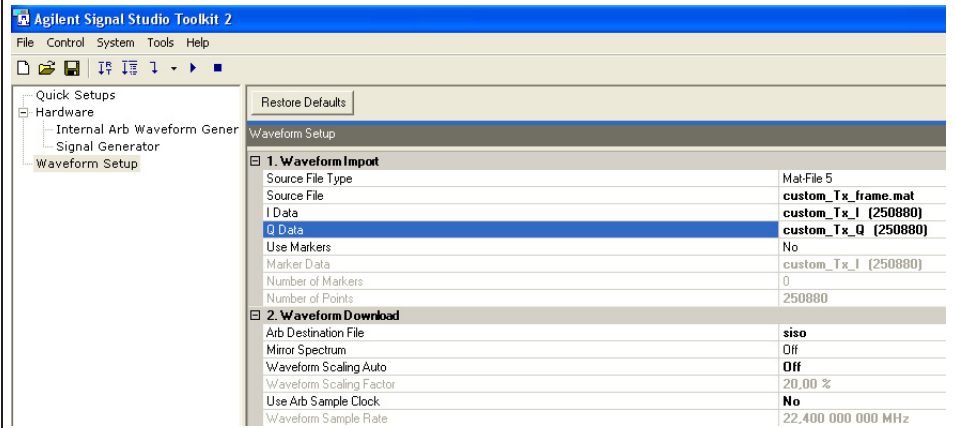 Agilent Signal Studio Toolkit 2
File Control System Tools Help
Quick Setups
Hardware
Internal Arb Waveform Gener
Signal Generator
Waveform Setup
Restore Defaults
Waveform Setup
1. Waveform Import
Source File Type Mat-File 5
Source File custom_Tx_frame.mat
I Data custom_Tx_I (250880)
Q Data custom_Tx_Q (250880)
Use Markers No
Marker Data custom_Tx_I (250880)
Number of Markers 0
Number of Points 250880
2. Waveform Download
Arb Destination File siso
Mirror Spectrum Off
Waveform Scaling Auto Off
Waveform Scaling Factor 20,00 %
Use Arb Sample Clock No
Waveform Sample Rate 22,400 000 000 MHz